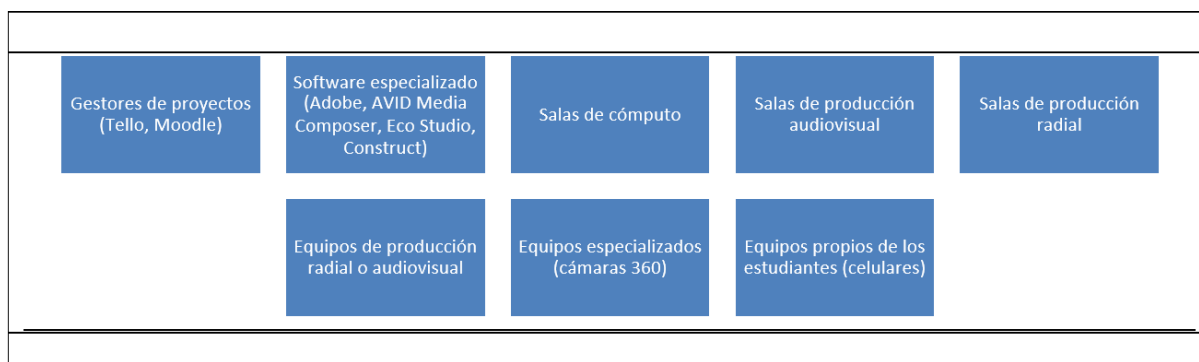 Gestores de proyectos
(Tello, Moodle)
Software especializado
(Adobe, AVID Media
Composer, Eco Studio,
Construct)
Salas de cómputo
Salas de producción
audiovisual
Salas de producción
radial
Equipos de producción
radial o audiovisual
Equipos especializados
(cámaras 360)
Equipos propios de los
estudiantes (celulares)